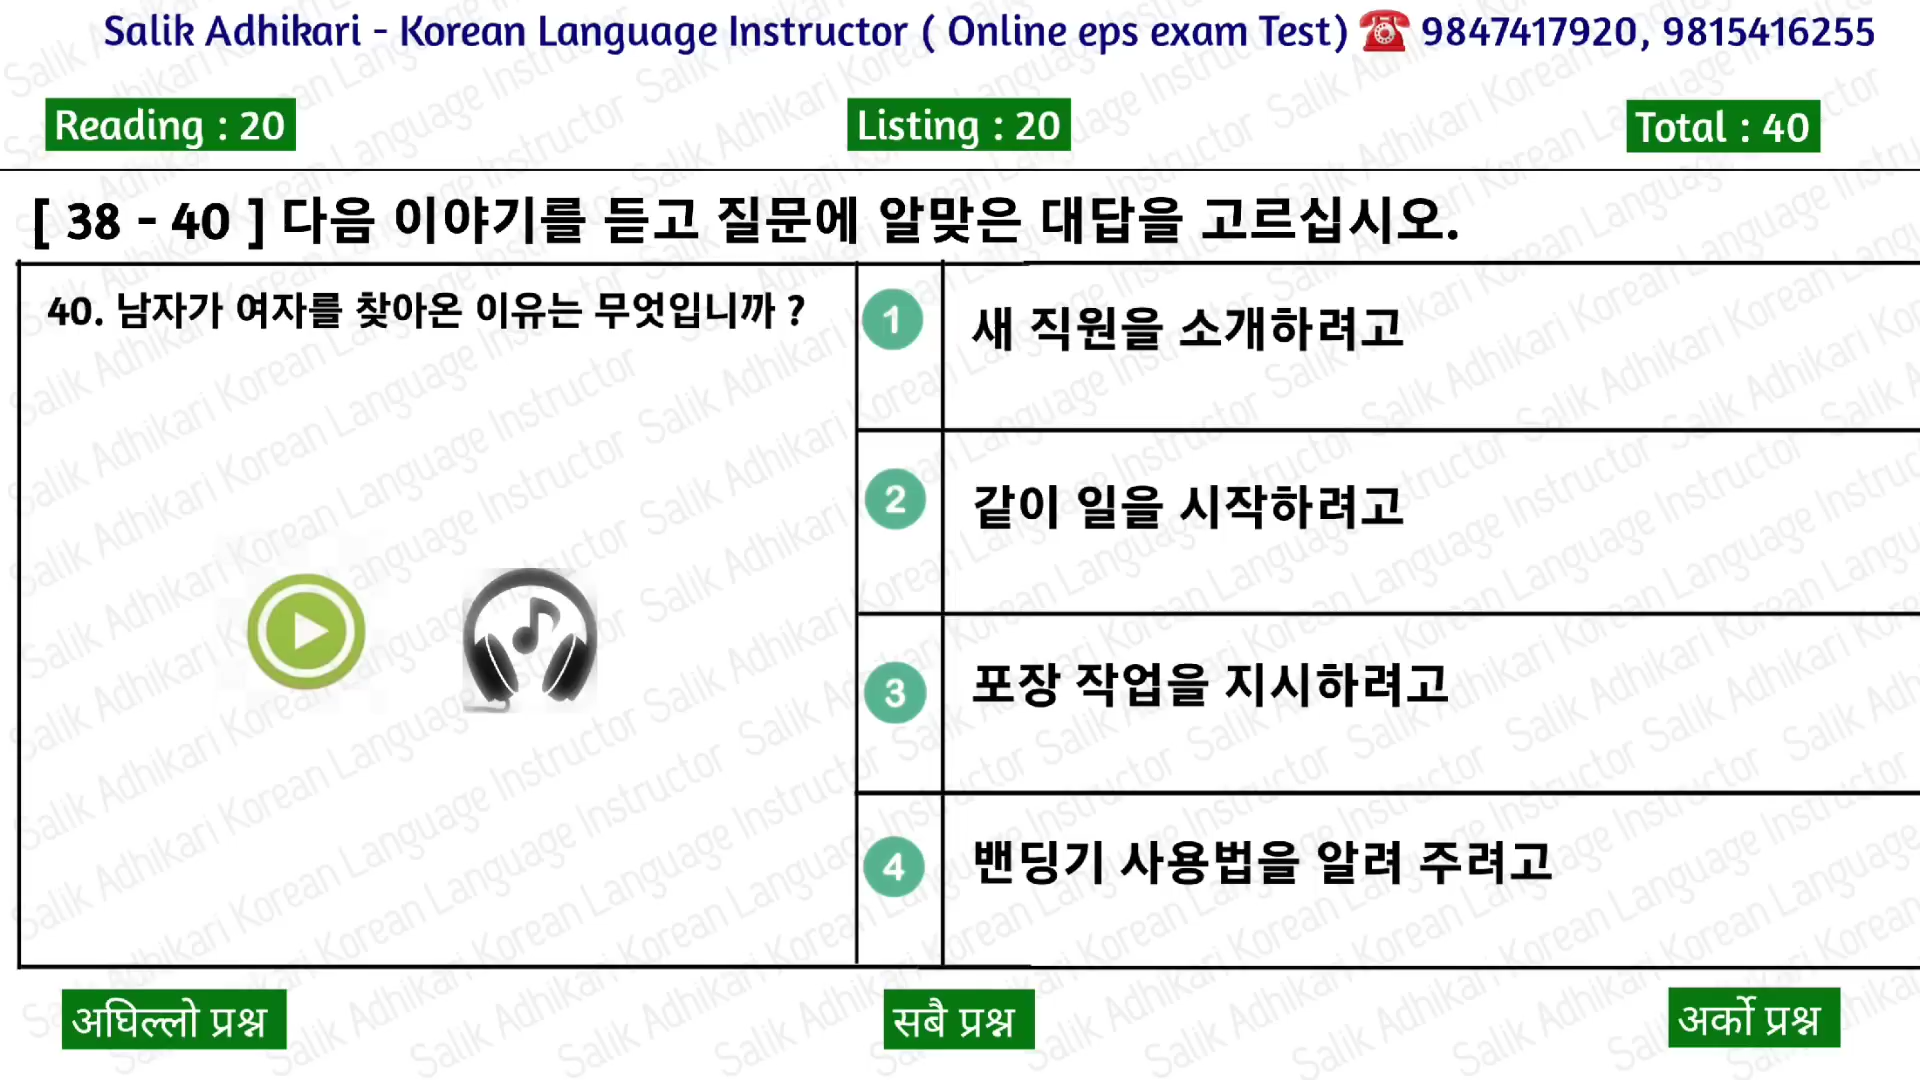 Salik Adhikari - Korean Language Instructor ( Online eps exam Test) ☎️ 9847417920, 9815416255
Reading : 20
Listing : 20
Total : 40
[ 38 - 40 ] 다음 이야기를 듣고 질문에 알맞은 대답을 고르십시오.
40. 남자가 여자를 찾아온 이유는 무엇입니까 ?
1 새 직원을 소개하려고
2 같이 일을 시작하려고
3 포장 작업을 지시하려고
4 밴딩기 사용법을 알려 주려고
अघिल्लो प्रश्न
सबै प्रश्न
अर्को प्रश्न
Salik Adhikari Korean Language Instructor